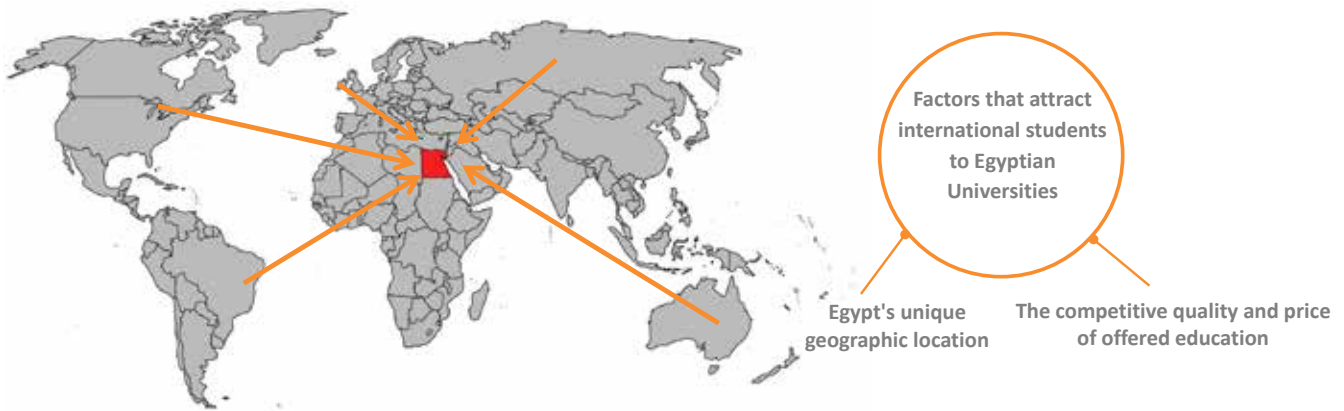 Factors that attract
international students
to Egyptian
Universities
Egypt's unique
geographic location
The competitive quality and price
of offered education